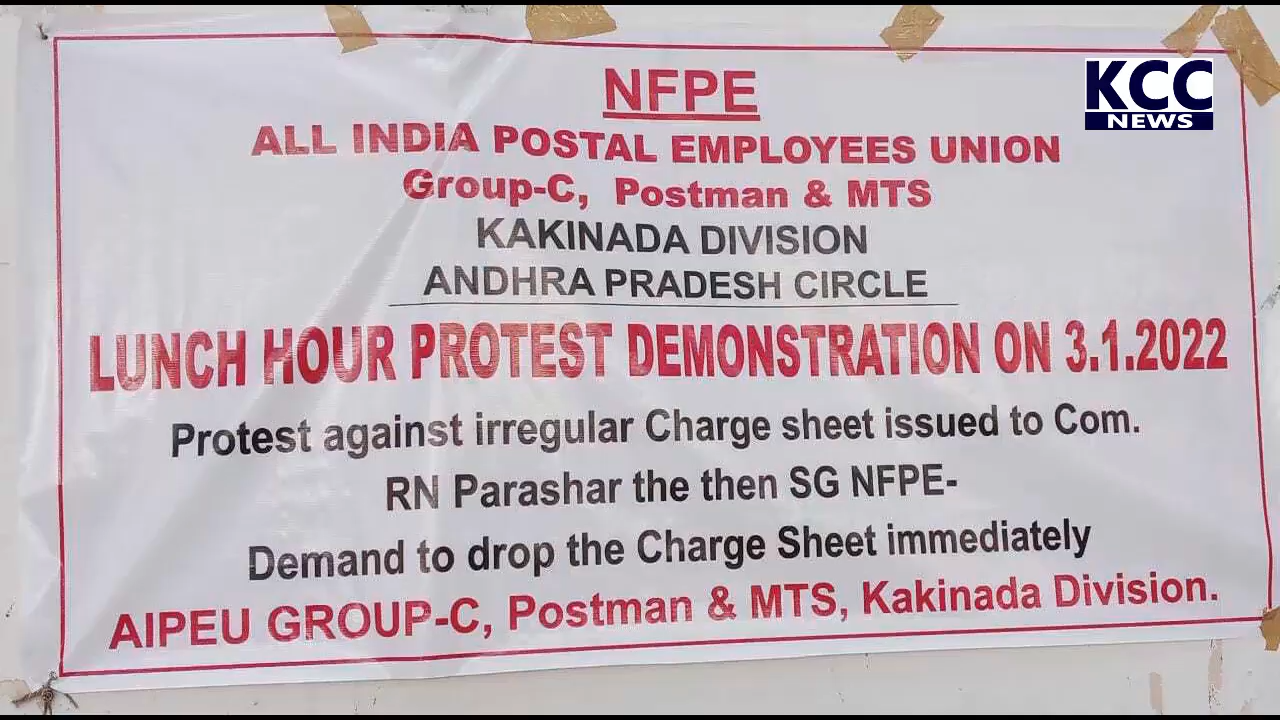 KCC
NEWS
NFPE
ALL INDIA POSTAL EMPLOYEES UNION
Group-C, Postman & MTS
KAKINADA DIVISION
ANDHRA PRADESH CIRCLE
LUNCH HOUR PROTEST DEMONSTRATION ON 3.1.2022
Protest against irregular Charge sheet issued to Com.
RN Parashar the then SG NFPE-
Demand to drop the Charge Sheet immediately
AIPEU GROUP-C, Postman & MTS, Kakinada Division.